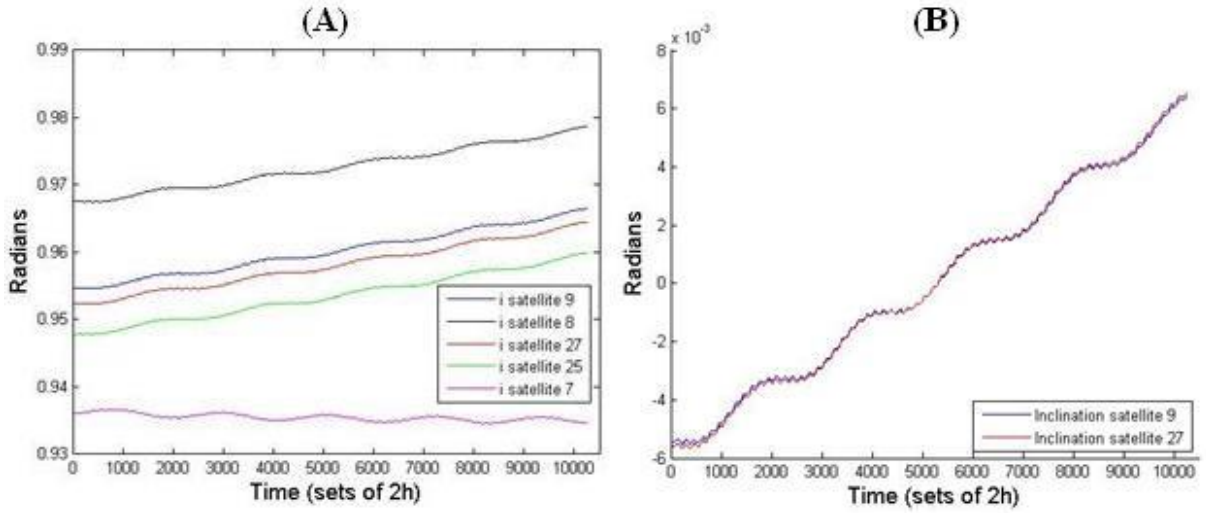 (A)
0.99
0.98
0.97
0.96
0.95
0.94
0.93
Radians
0 1000 2000 3000 4000 5000 6000 7000 8000 9000 10000
Time (sets of 2h)
i satellite 9
i satellite 8
i satellite 27
i satellite 25
i satellite 7
(B)
x 10⁻³
8
6
4
2
0
-2
-4
-6
Radians
0 1000 2000 3000 4000 5000 6000 7000 8000 9000 10000
Time (sets of 2h)
Inclination satellite 9
Inclination satellite 27